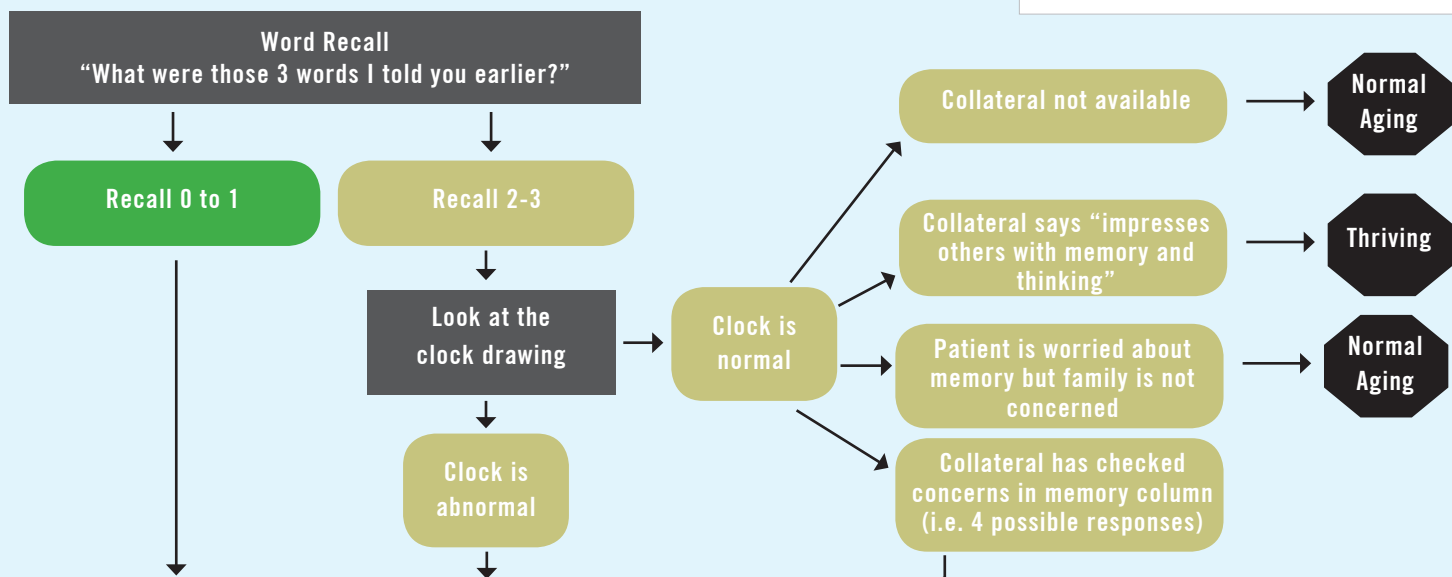 Word Recall
“What were those 3 words I told you earlier?”
Recall 0 to 1
Recall 2-3
Look at the
clock drawing
Clock is
abnormal
Clock is
normal
Collateral not available
Normal
Aging
Collateral says “impresses
others with memory and
thinking”
Thriving
Patient is worried about
memory but family is not
concerned
Normal
Aging
Collateral has checked
concerns in memory column
(i.e. 4 possible responses)